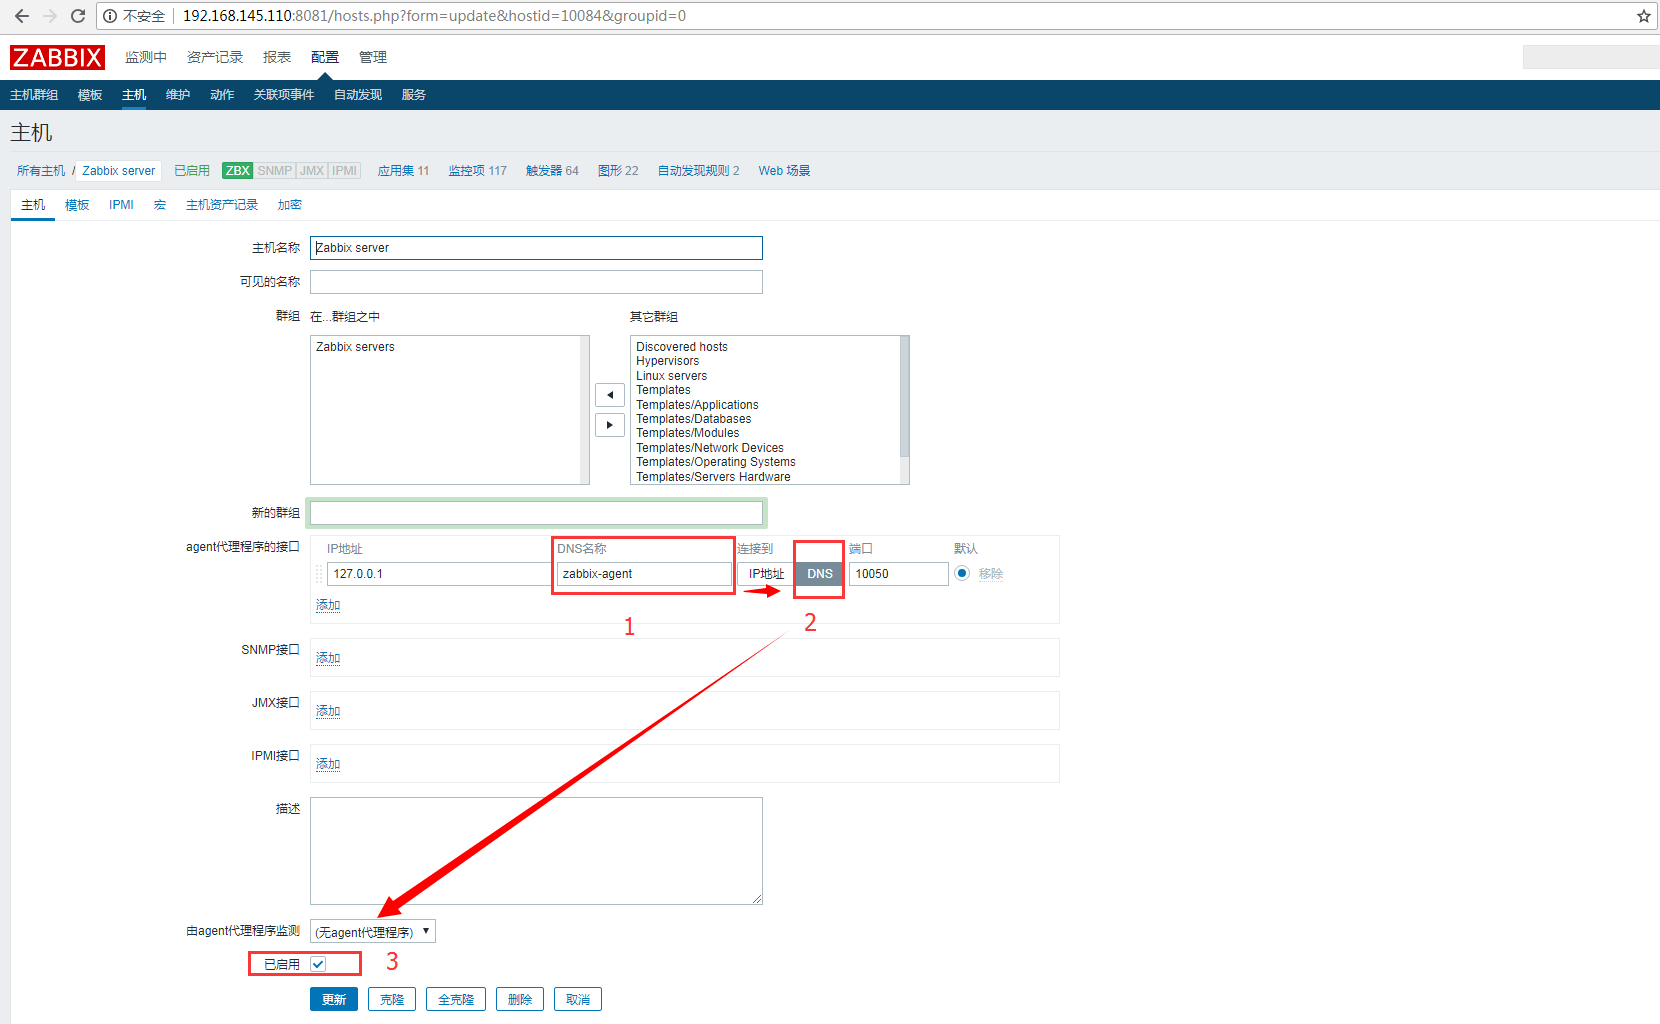 不安全 192.168.145.110:8081/hosts.php?form=update&hostid=10084&groupid=0
ZABBIX 监测中 资产记录 报表 配置 管理
主机群组 模板 主机 维护 动作 关联项事件 自动发现 服务
主机
所有主机 / Zabbix server 已启用 ZBX SNMP JMX IPMI 应用集 11 监控项 117 触发器 64 图形 22 自动发现规则 2 Web 场景
主机 模板 IPMI 宏 主机资产记录 加密
主机名称 Zabbix server
可见的名称
群组 在...群组之中 其它群组
Zabbix servers
Discovered hosts
Hypervisors
Linux servers
Templates
Templates/Applications
Templates/Databases
Templates/Modules
Templates/Network Devices
Templates/Operating Systems
Templates/Servers Hardware
新的群组
agent代理程序的接口 IP地址 DNS名称 连接到 端口 默认
127.0.0.1 zabbix-agent IP地址 DNS 10050 移除
添加
1 2
SNMP接口 添加
JMX接口 添加
IPMI接口 添加
描述
由agent代理程序监测 (无agent代理程序)
已启用 3
更新 克隆 全克隆 删除 取消